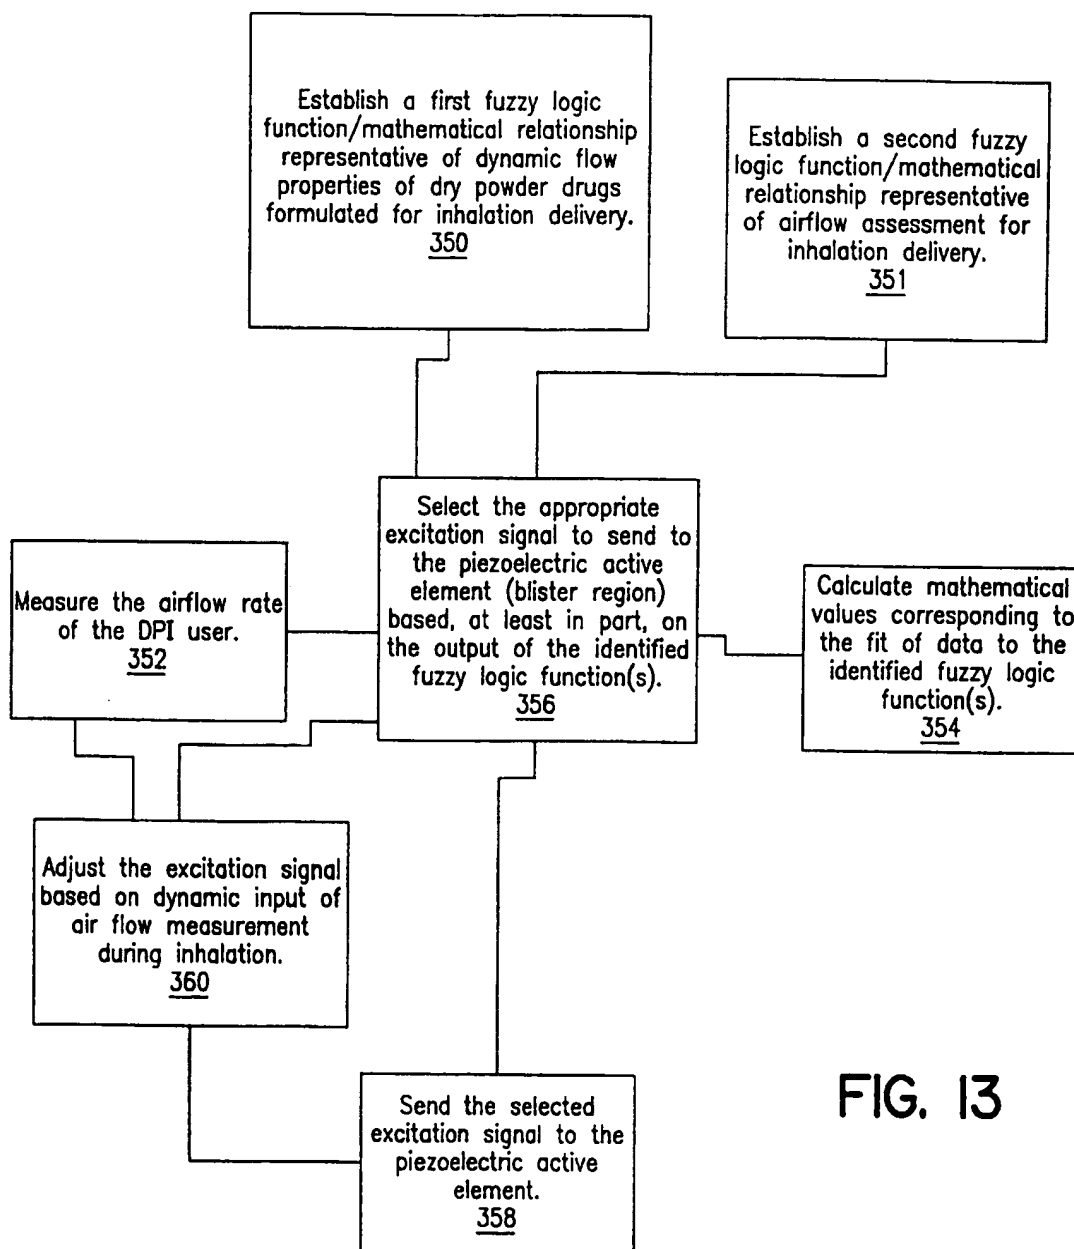 Establish a first fuzzy logic
function/mathematical relationship
representative of dynamic flow
properties of dry powder drugs
formulated for inhalation delivery.
350
Establish a second fuzzy
logic function/mathematical
relationship representative
of airflow assessment for
inhalation delivery.
351
Select the appropriate
excitation signal to send to
the piezoelectric active
element (blister region)
based, at least in part, on
the output of the identified
fuzzy logic function(s).
356
Measure the airflow rate
of the DPI user.
352
Calculate mathematical
values corresponding to
the fit of data to the
identified fuzzy logic
function(s).
354
Adjust the excitation signal
based on dynamic input of
air flow measurement
during inhalation.
360
Send the selected
excitation signal to the
piezoelectric active
element.
358
FIG. 13